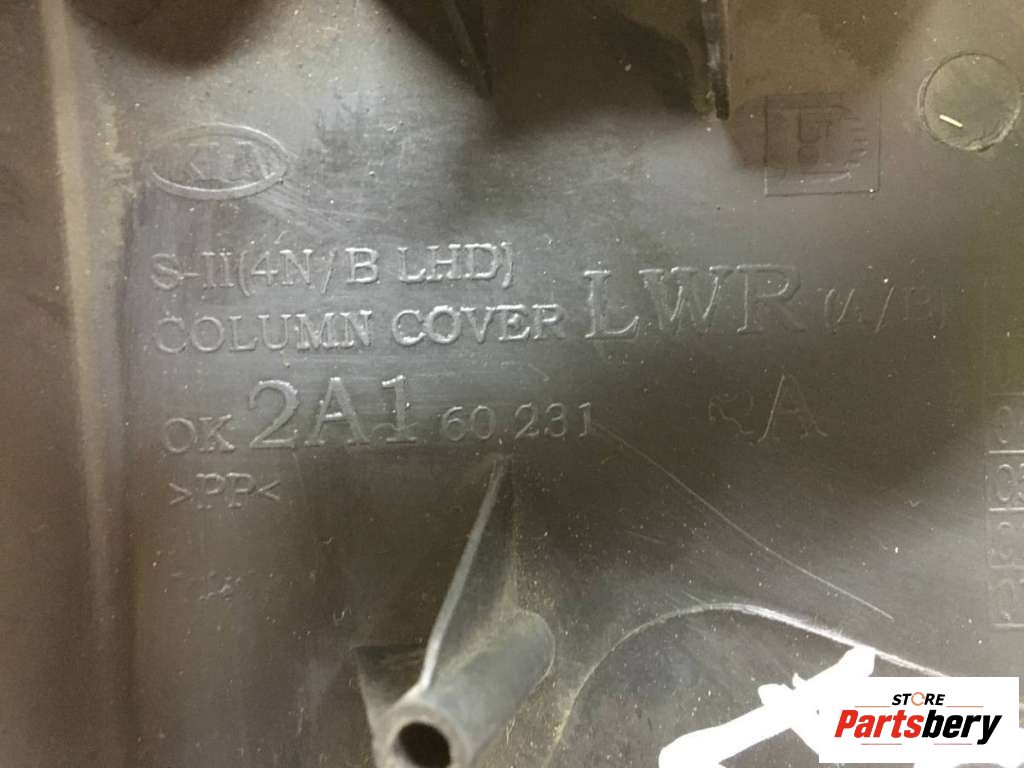 KIA
S-II(4N/B LHD)
COLUMN COVER LWR (A/B)
OK 2A1 60 231 A
>PP<
STORE
Partsbery